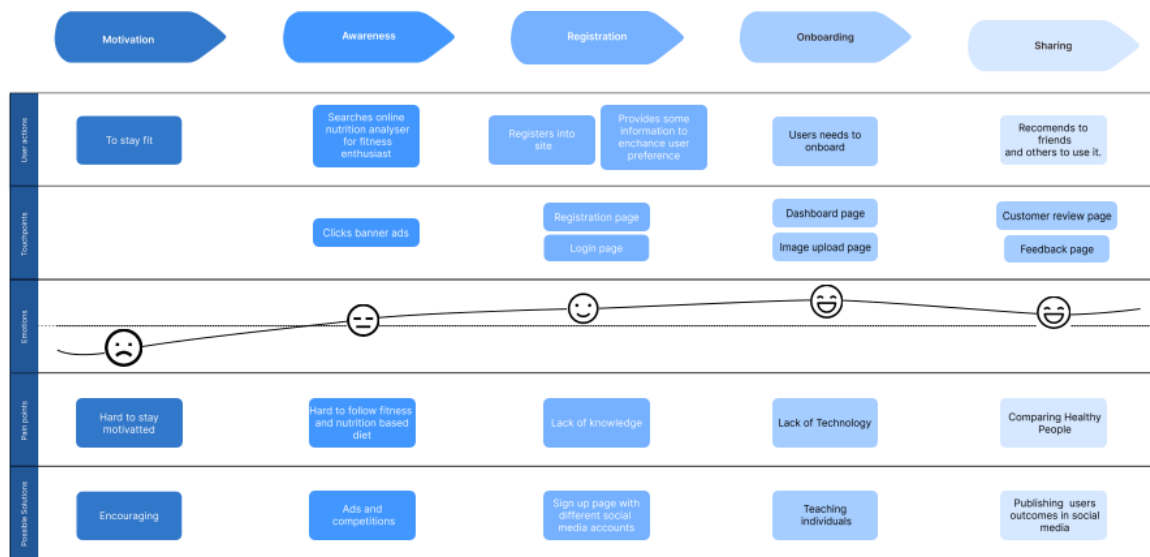 Motivation
Awareness
Registration
Onboarding
Sharing
User actions
To stay fit
Searches online
nutrition analyser
for fitness
enthusiast
Registers into
site
Provides some
information to
enchance user
preference
Users needs to
onboard
Recomends to
friends
and others to use it.
Touchpoints
Clicks banner ads
Registration page
Login page
Dashboard page
Image upload page
Customer review page
Feedback page
Emotions
Pain points
Hard to stay
motivatted
Hard to follow fitness
and nutrition based
diet
Lack of knowledge
Lack of Technology
Comparing Healthy
People
Possible Solutions
Encouraging
Ads and
competitions
Sign up page with
different social
media accounts
Teaching
individuals
Publishing users
outcomes in social
media